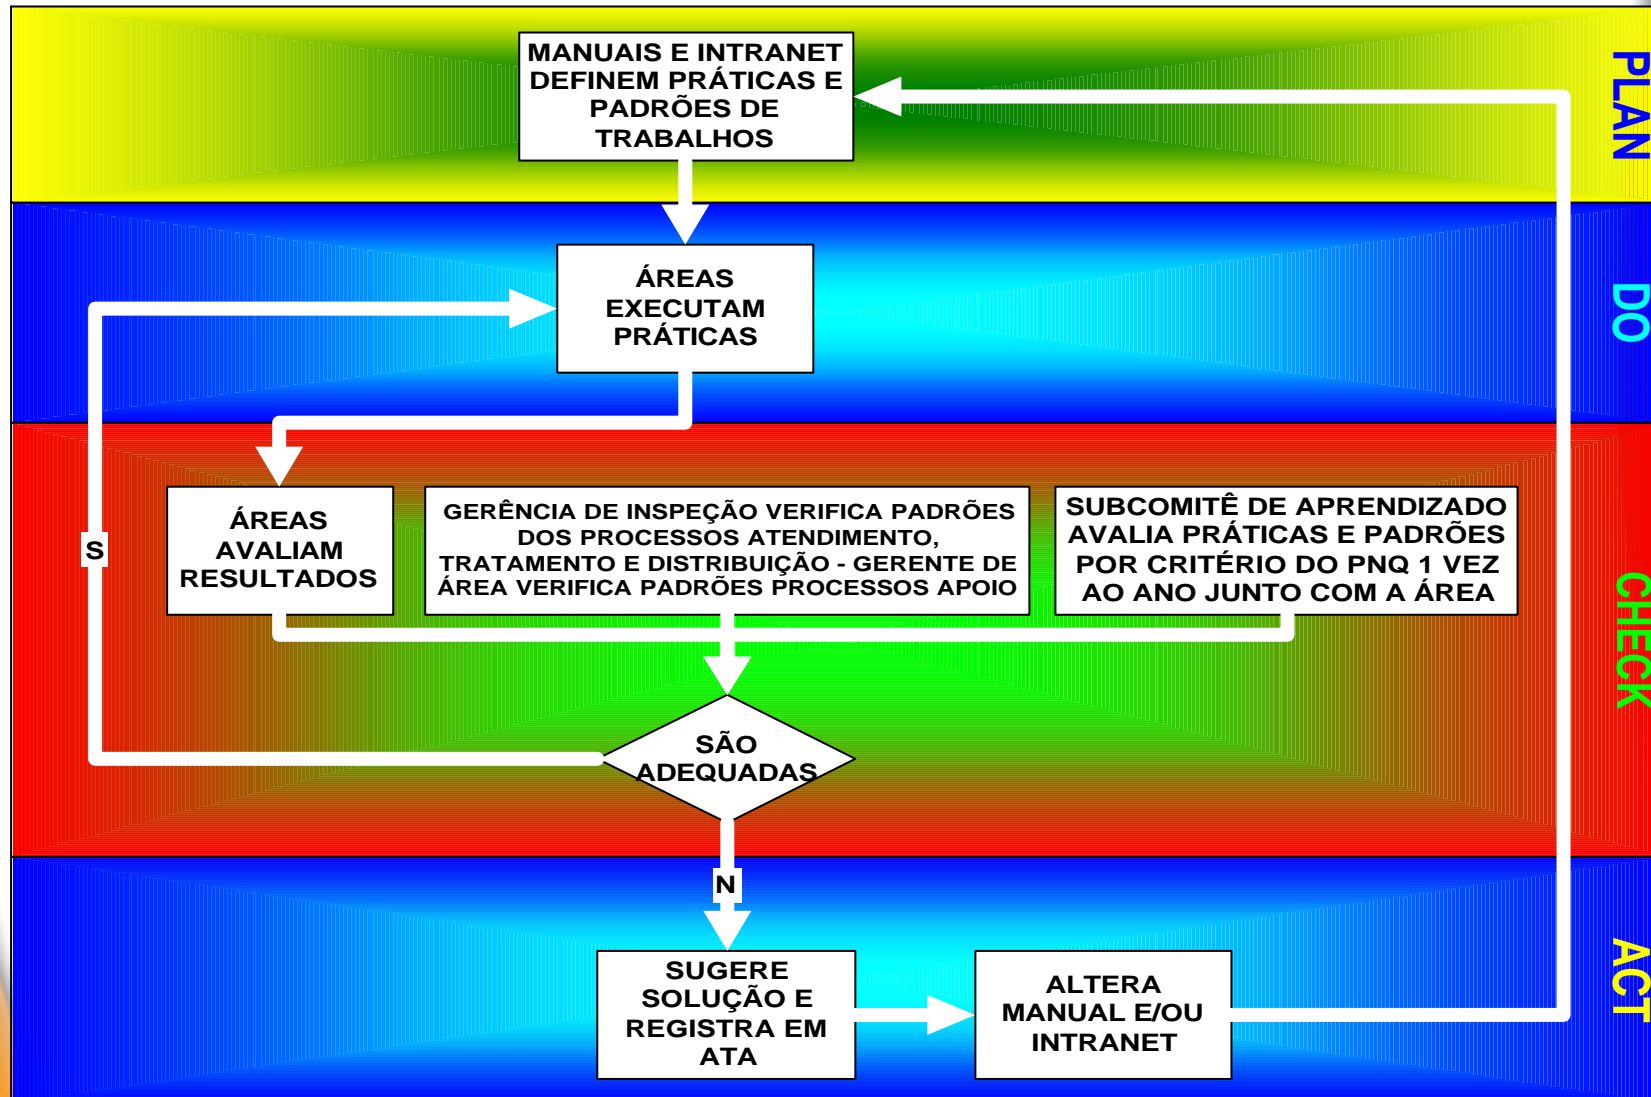 MANUAIS E INTRANET
DEFINEM PRÁTICAS E
PADRÕES DE
TRABALHOS
PLAN
ÁREAS
EXECUTAM
PRÁTICAS
DO
ÁREAS
AVALIAM
RESULTADOS
GERÊNCIA DE INSPEÇÃO VERIFICA PADRÕES
DOS PROCESSOS ATENDIMENTO,
TRATAMENTO E DISTRIBUIÇÃO - GERENTE DE
ÁREA VERIFICA PADRÕES PROCESSOS APOIO
SUBCOMITÊ DE APRENDIZADO
AVALIA PRÁTICAS E PADRÕES
POR CRITÉRIO DO PNQ 1 VEZ
AO ANO JUNTO COM A ÁREA
S
CHECK
SÃO
ADEQUADAS
N
SUGERE
SOLUÇÃO E
REGISTRA EM
ATA
ALTERA
MANUAL E/OU
INTRANET
ACT